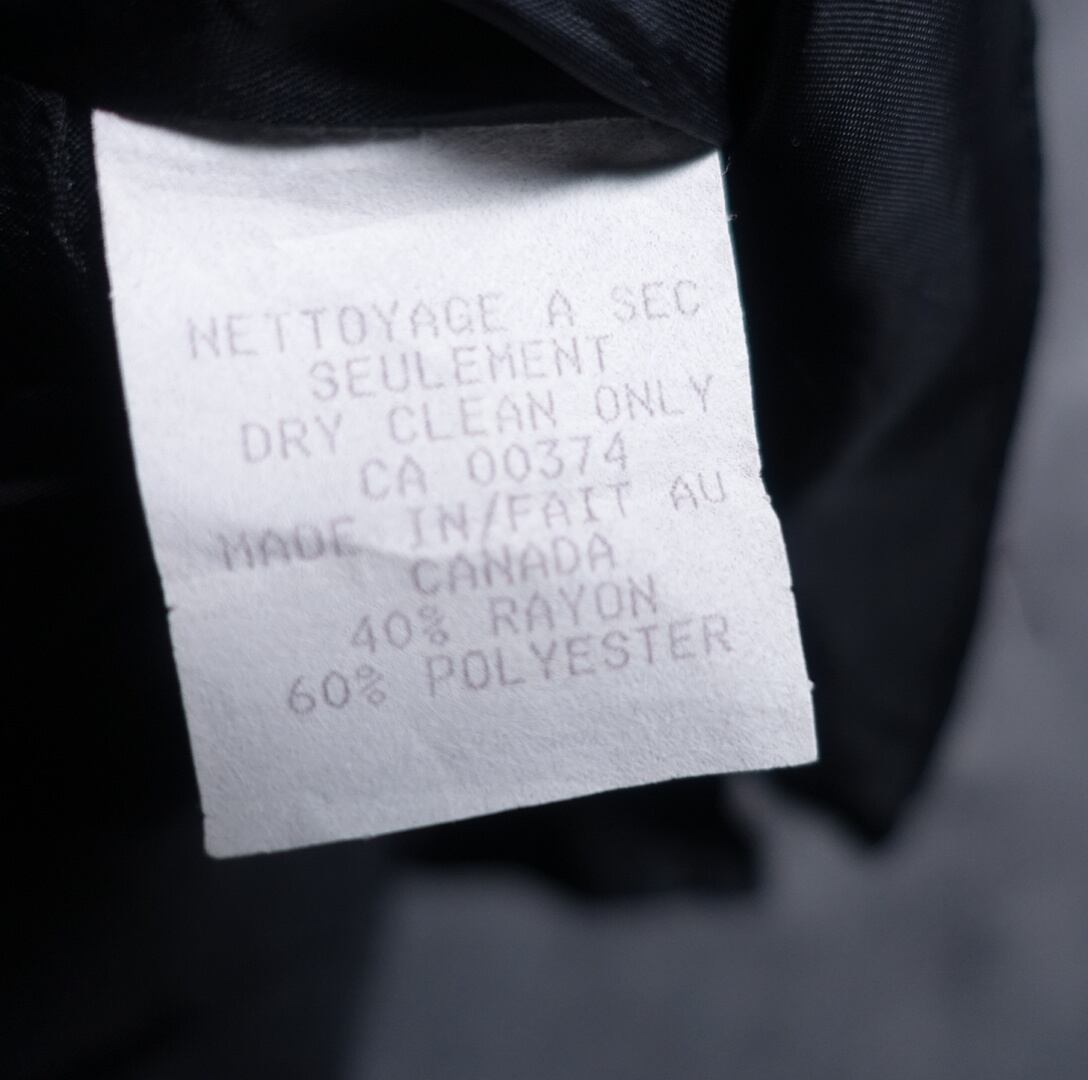 NETTOYAGE A SEC
SEULEMENT
DRY CLEAN ONLY
CA 00374
MADE IN/FAIT AU
CANADA
40% RAYON
60% POLYESTER